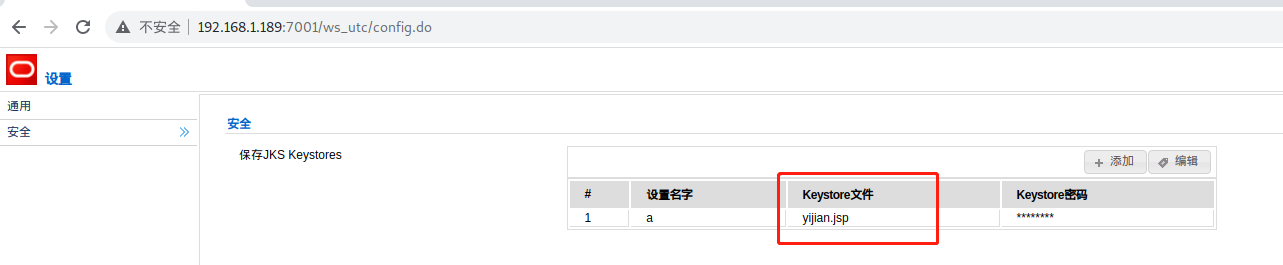 不安全 192.168.1.189:7001/ws_utc/config.do
设置
通用
安全
安全
保存JKS Keystores
添加 编辑
# 设置名字 Keystore文件 Keystore密码
1 a yijian.jsp ********